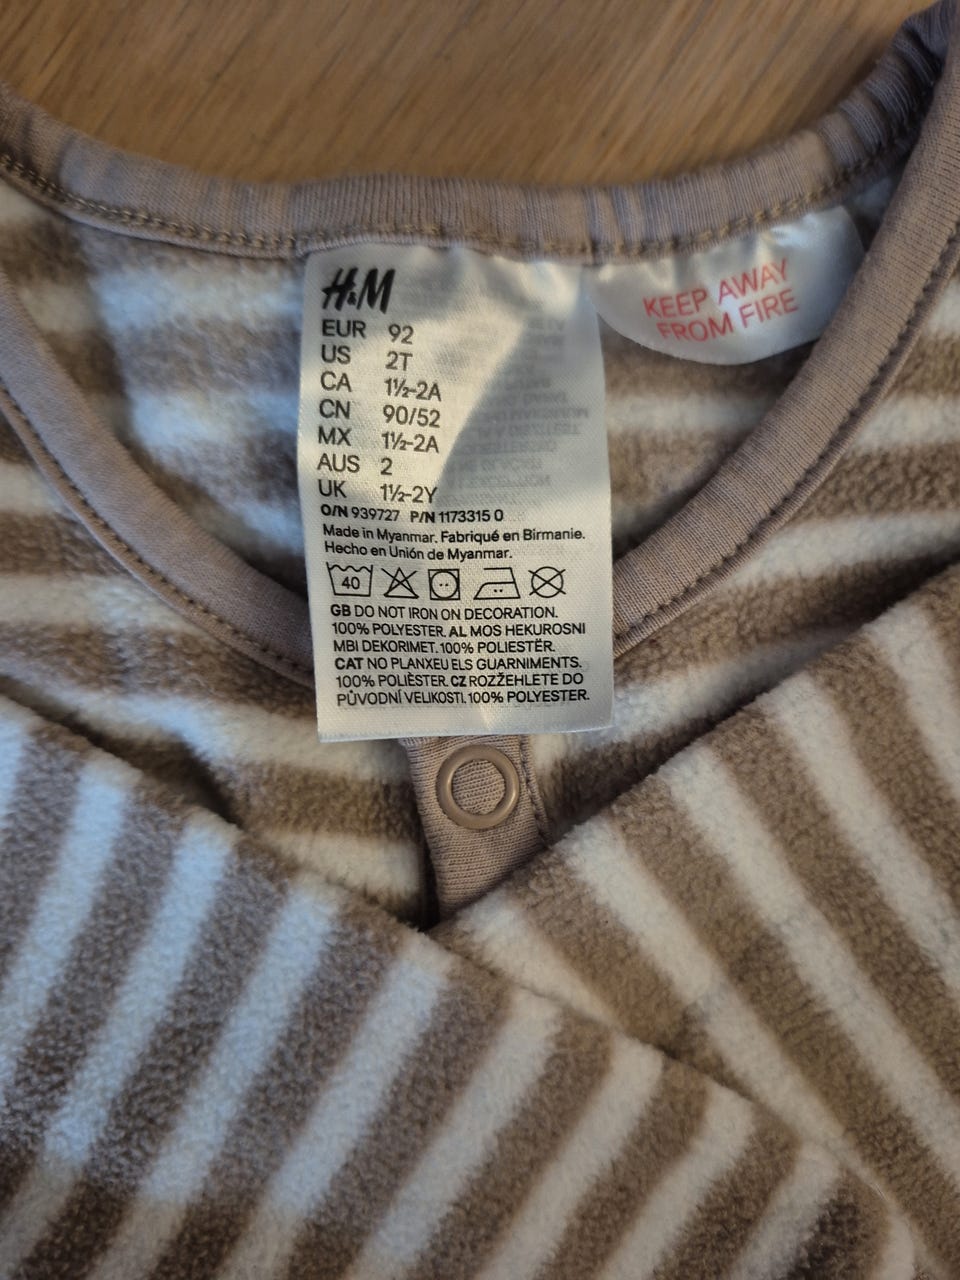 H&M
EUR 92
US 2T
CA 1½-2A
CN 90/52
MX 1½-2A
AUS 2
UK 1½-2Y
O/N 939727 P/N 1173315 0
Made in Myanmar. Fabriqué en Birmanie.
Hecho en Unión de Myanmar.
40
GB DO NOT IRON ON DECORATION.
100% POLYESTER. AL MOS HEKUROSNI
MBI DEKORIMET. 100% POLIESTËR.
CAT NO PLANXEU ELS GUARNIMENTS.
100% POLIÈSTER. CZ ROZŽEHLETE DO
PŮVODNÍ VELIKOSTI. 100% POLYESTER.
KEEP AWAY
FROM FIRE